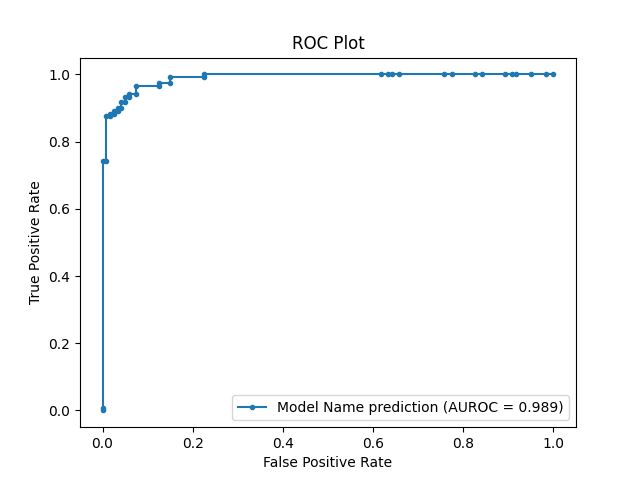 ROC Plot
1.0
0.8
0.6
0.4
0.2
0.0
True Positive Rate
Model Name prediction (AUROC = 0.989)
0.0 0.2 0.4 0.6 0.8 1.0
False Positive Rate